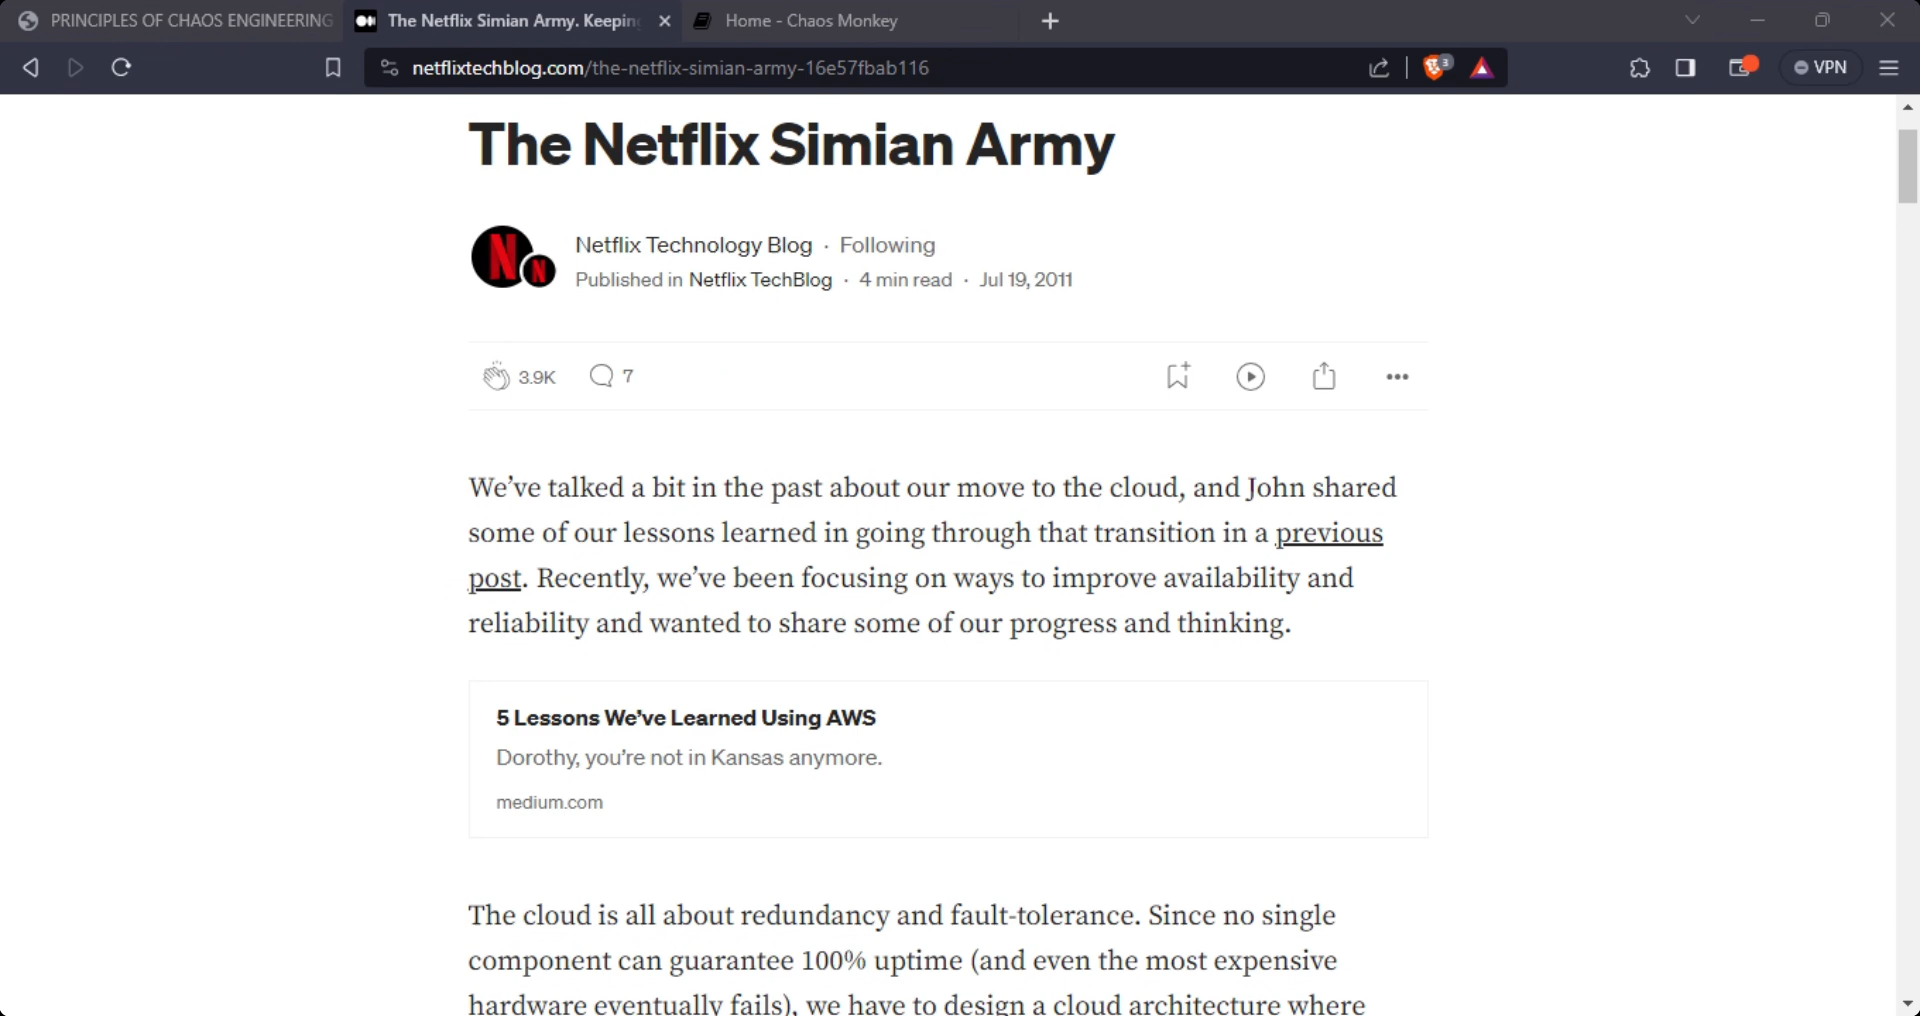 PRINCIPLES OF CHAOS ENGINEERING
The Netflix Simian Army. Keeping
Home - Chaos Monkey
netflixtechblog.com/the-netflix-simian-army-16e57fbab116
3
VPN
The Netflix Simian Army
N
N
Netflix Technology Blog · Following
Published in Netflix TechBlog · 4 min read · Jul 19, 2011
3.9K 7
We’ve talked a bit in the past about our move to the cloud, and John shared
some of our lessons learned in going through that transition in a previous
post. Recently, we’ve been focusing on ways to improve availability and
reliability and wanted to share some of our progress and thinking.
5 Lessons We’ve Learned Using AWS
Dorothy, you’re not in Kansas anymore.
medium.com
The cloud is all about redundancy and fault-tolerance. Since no single
component can guarantee 100% uptime (and even the most expensive
hardware eventually fails), we have to design a cloud architecture where